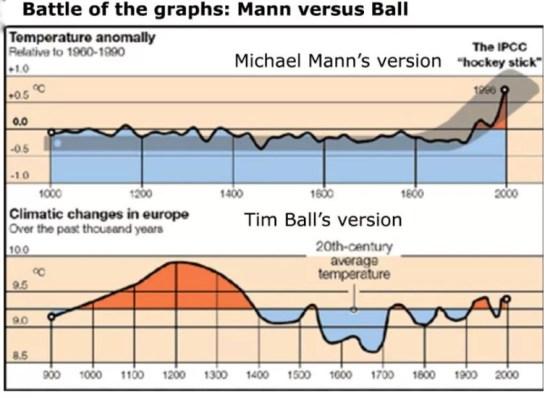 Battle of the graphs: Mann versus Ball
Temperature anomaly
Relative to 1960-1990
Michael Mann's version
The IPCC
"hockey stick"
+1.0
°C
+0.5
1998
0.0
-0.5
-1.0
1000 1200 1400 1600 1800 2000
Climatic changes in europe
Over the past thousand years
Tim Ball's version
10.0
°C
20th-century
average
temperature
9.5
9.0
8.5
900 1000 1100 1200 1300 1400 1500 1600 1700 1800 1900 2000